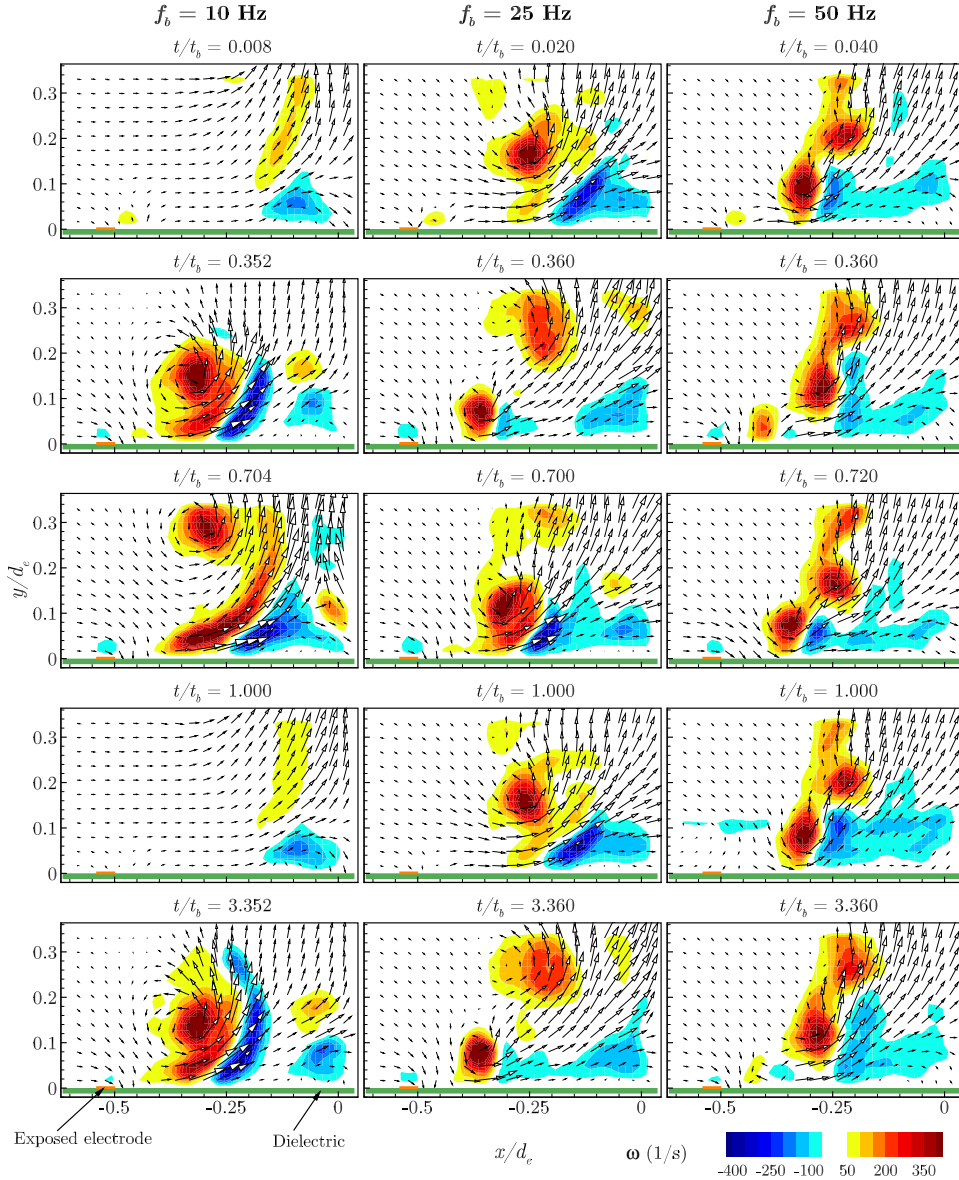 f_b = 10 Hz f_b = 25 Hz f_b = 50 Hz
t/t_b = 0.008 t/t_b = 0.020 t/t_b = 0.040
0.3
0.2
0.1
0
t/t_b = 0.352 t/t_b = 0.360 t/t_b = 0.360
0.3
0.2
0.1
0
t/t_b = 0.704 t/t_b = 0.700 t/t_b = 0.720
0.3
0.2
y/d_e
0.1
0
t/t_b = 1.000 t/t_b = 1.000 t/t_b = 1.000
0.3
0.2
0.1
0
t/t_b = 3.352 t/t_b = 3.360 t/t_b = 3.360
0.3
0.2
0.1
0
-0.5 -0.25 0 -0.5 -0.25 0 -0.5 -0.25 0
Exposed electrode Dielectric x/d_e ω (1/s)
-400 -250 -100 50 200 350